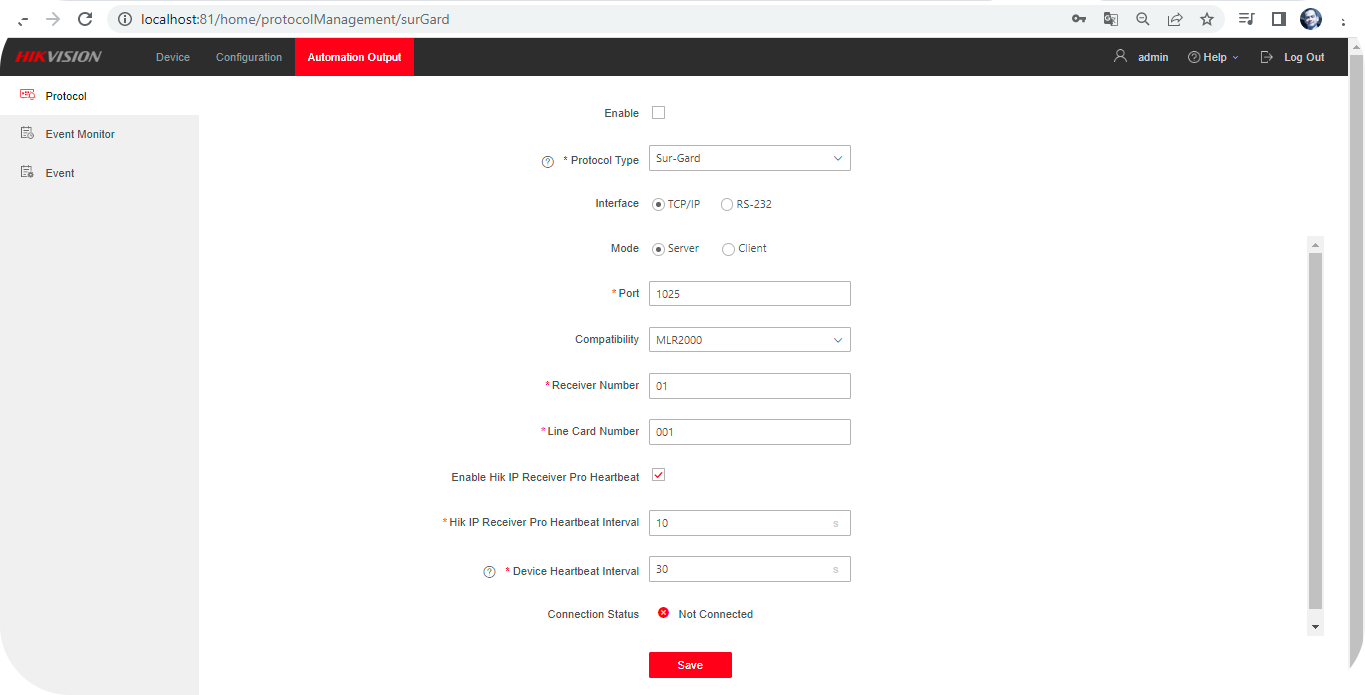 localhost:81/home/protocolManagement/surGard
HIKVISION Device Configuration Automation Output admin Help Log Out
Protocol
Event Monitor
Event
Enable
* Protocol Type Sur-Gard
Interface TCP/IP RS-232
Mode Server Client
* Port 1025
Compatibility MLR2000
* Receiver Number 01
* Line Card Number 001
Enable Hik IP Receiver Pro Heartbeat
* Hik IP Receiver Pro Heartbeat Interval 10 s
* Device Heartbeat Interval 30 s
Connection Status Not Connected
Save